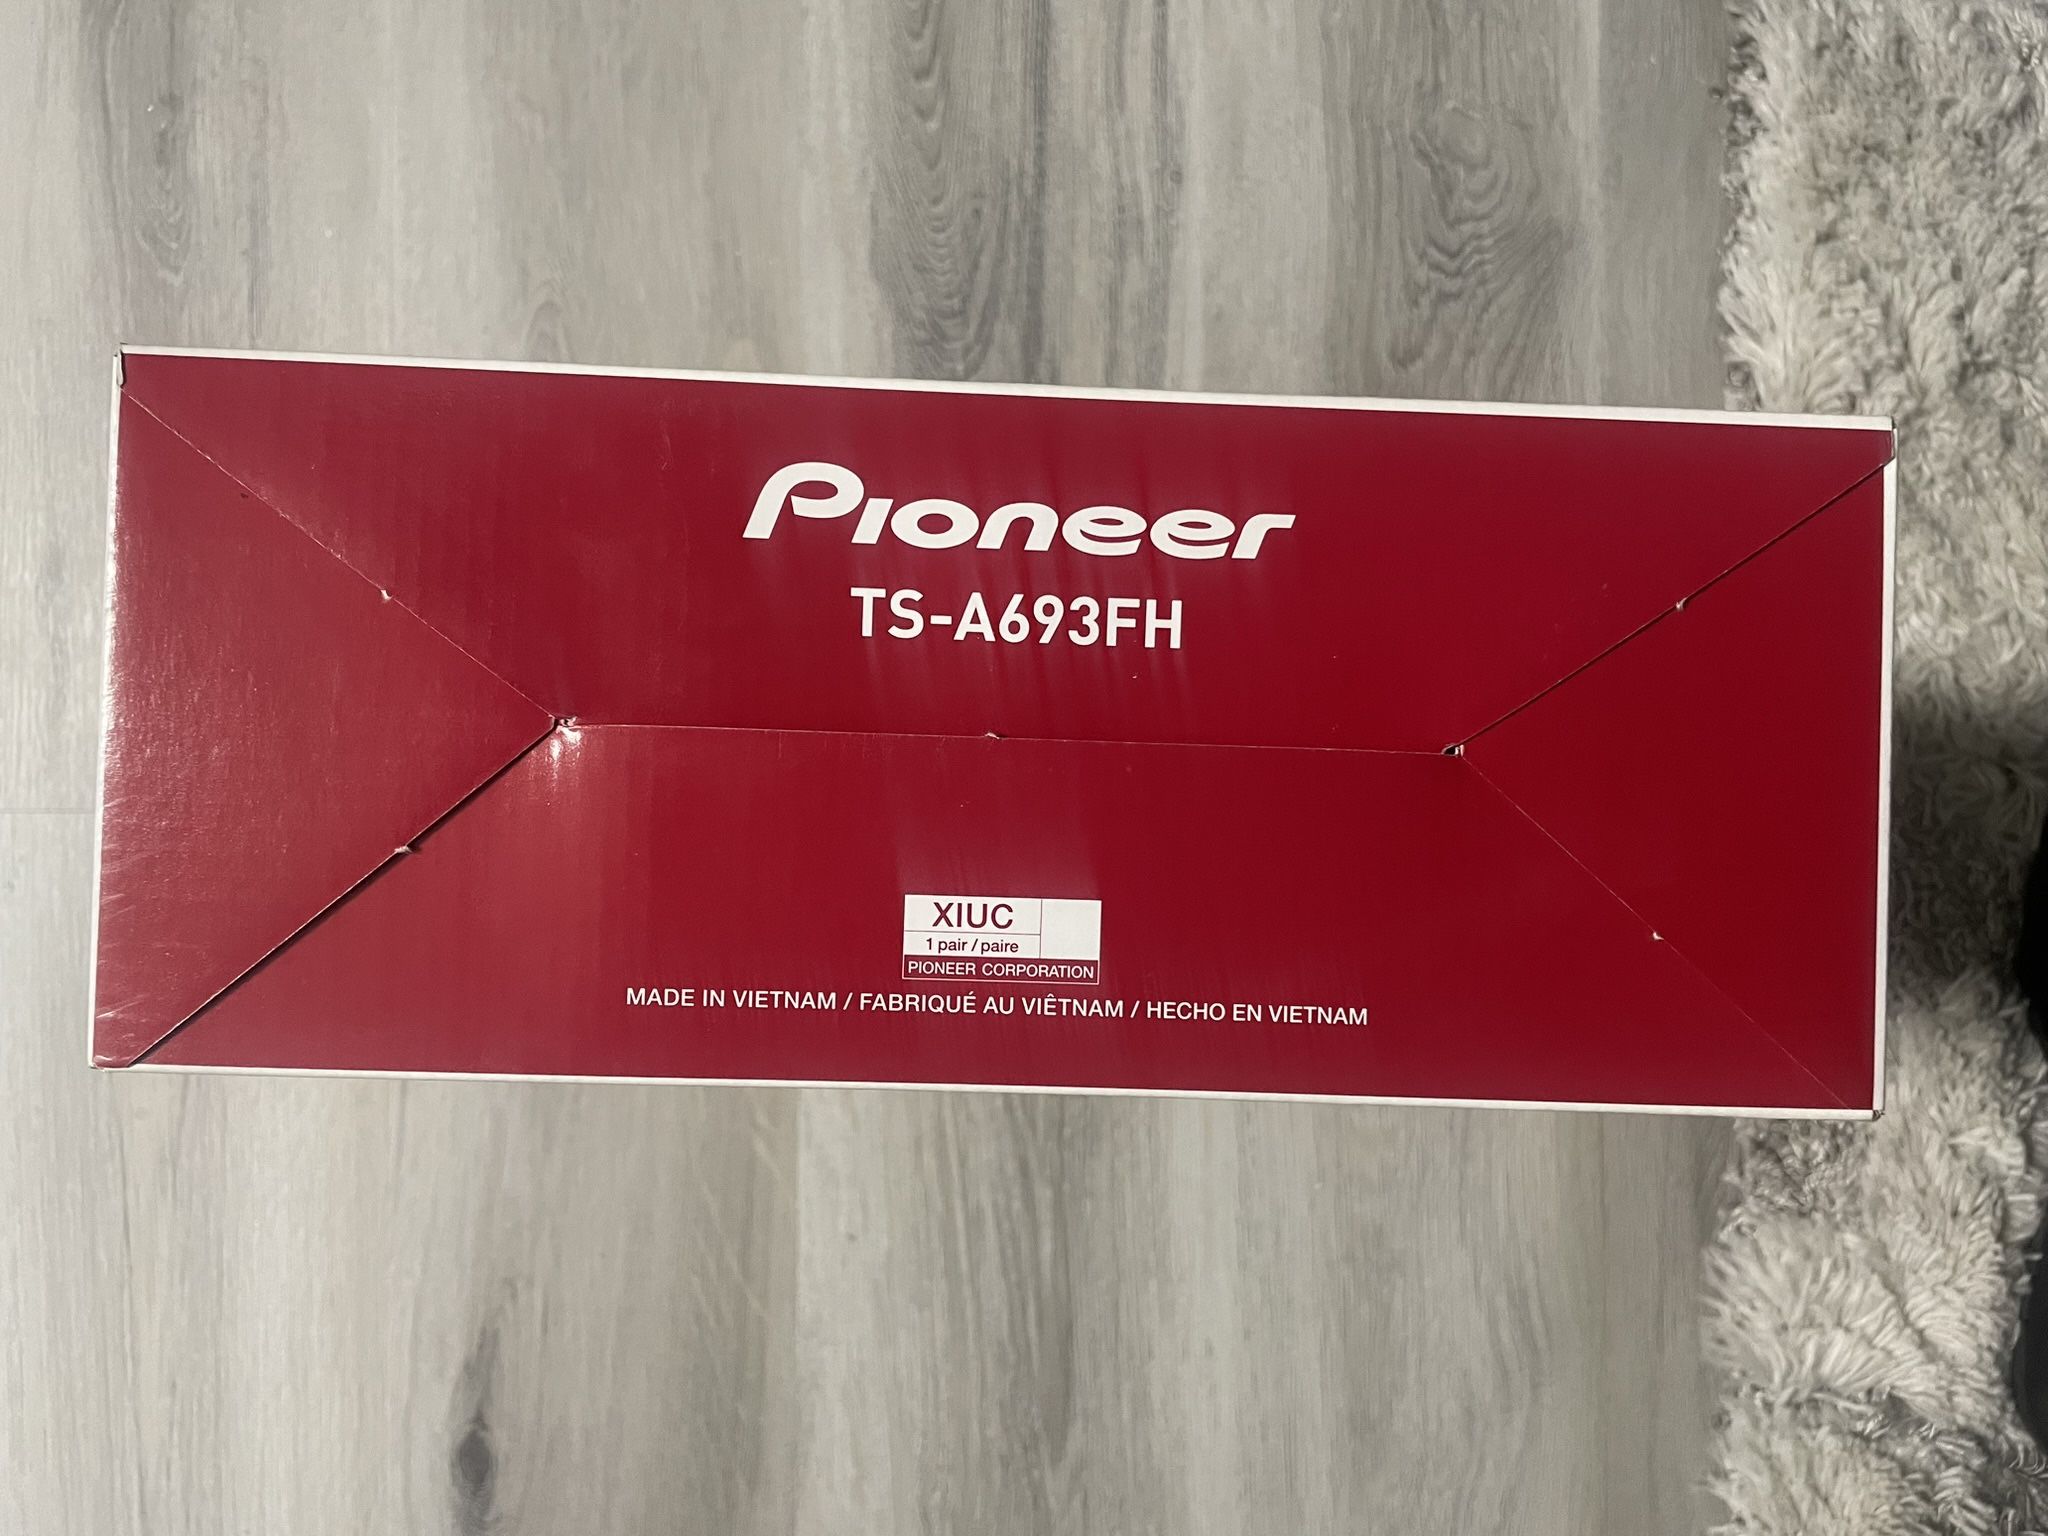 Pioneer
TS-A693FH
XIUC
1 pair / paire
PIONEER CORPORATION
MADE IN VIETNAM / FABRIQUÉ AU VIÊTNAM / HECHO EN VIETNAM